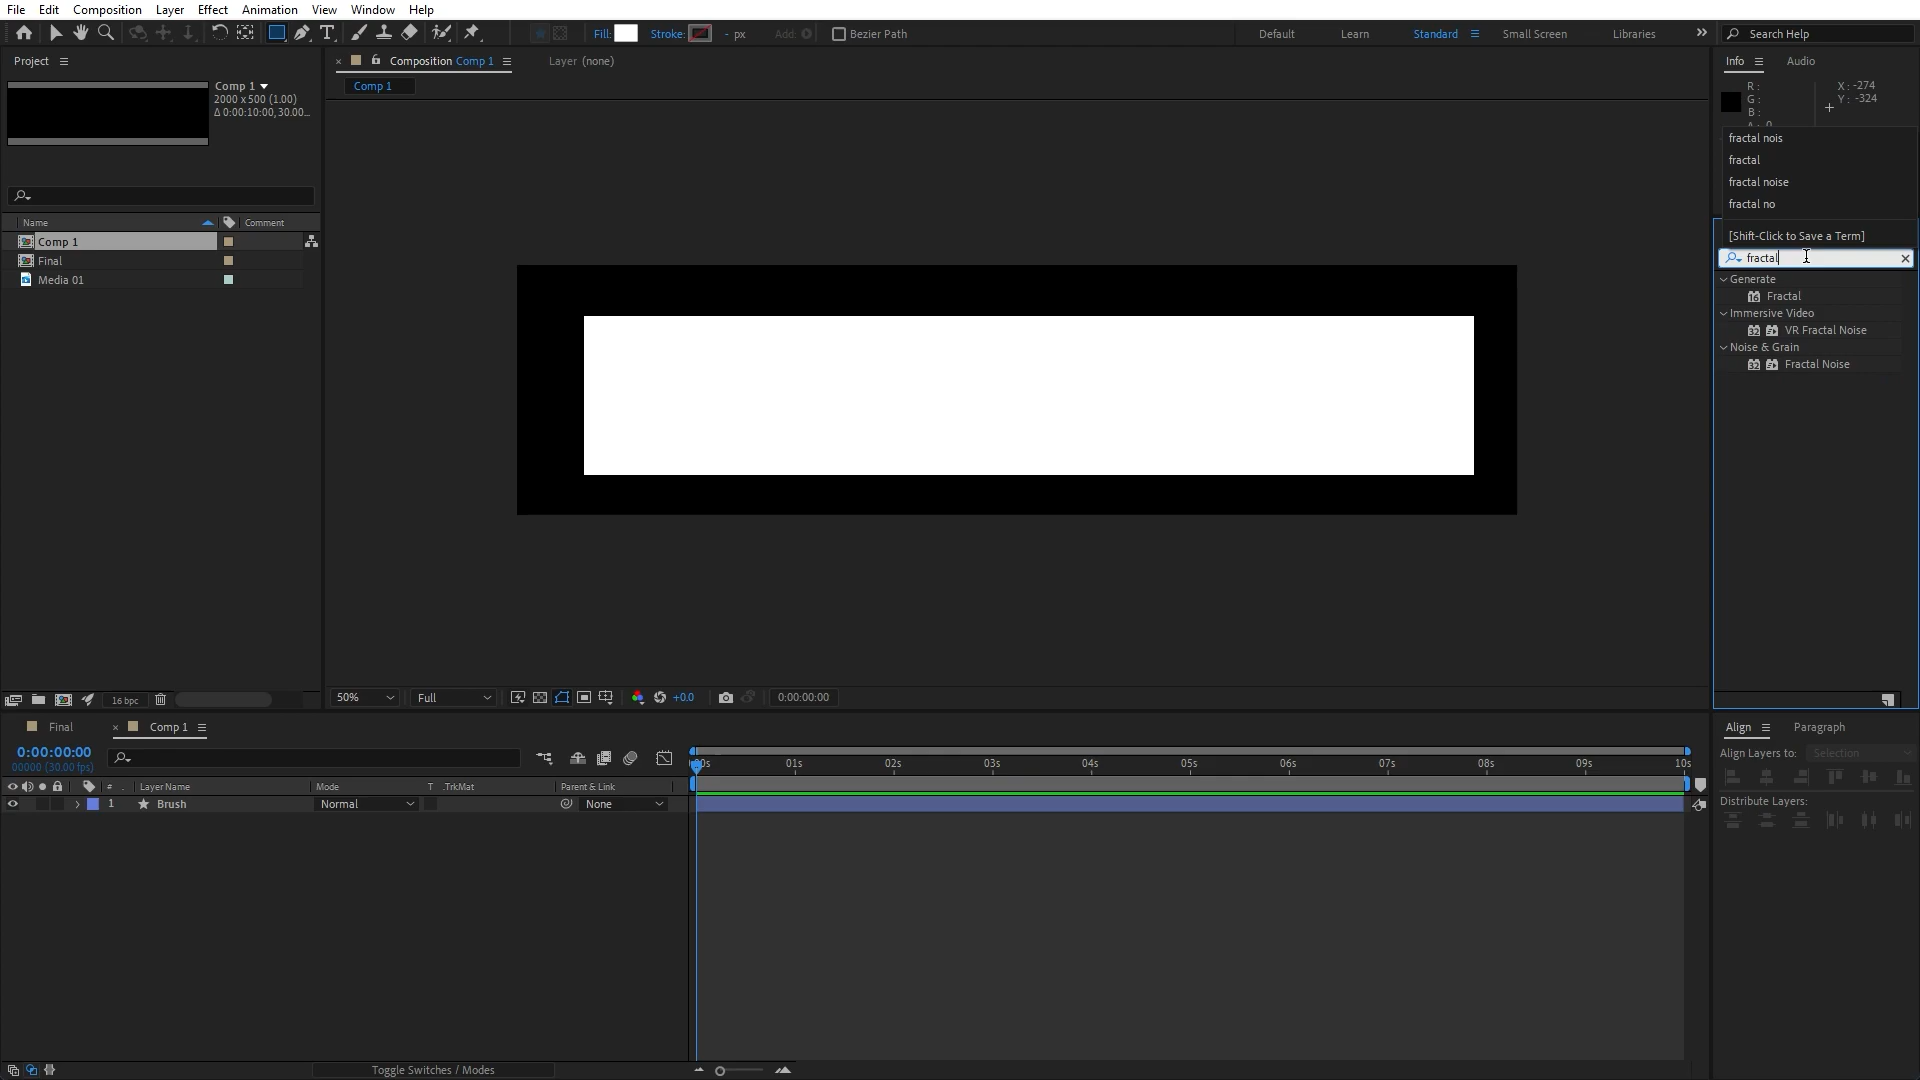 File Edit Composition Layer Effect Animation View Window Help
Fill: Stroke: - px Add: Bezier Path Default Learn Standard Small Screen Libraries Search Help
Project
Comp 1
2000 x 500 (1.00)
Δ 0:00:10:00, 30.00...
Name Comment
Comp 1
Final
Media 01
16 bpc
Composition Comp 1 Layer (none)
Comp 1
50% Full +0.0 0:00:00:00
Info Audio
R :
G :
B :
A : 0
X : -274
Y : -324
fractal nois
fractal
fractal noise
fractal no
[Shift-Click to Save a Term]
fractal
Generate
16 Fractal
Immersive Video
32 VR Fractal Noise
Noise & Grain
32 Fractal Noise
Final Comp 1
0:00:00:00
00000 (30.00 fps)
# . Layer Name Mode T .TrkMat Parent & Link
1 Brush Normal None
:00s 01s 02s 03s 04s 05s 06s 07s 08s 09s 10s
Toggle Switches / Modes
Align Paragraph
Align Layers to: Selection
Distribute Layers: